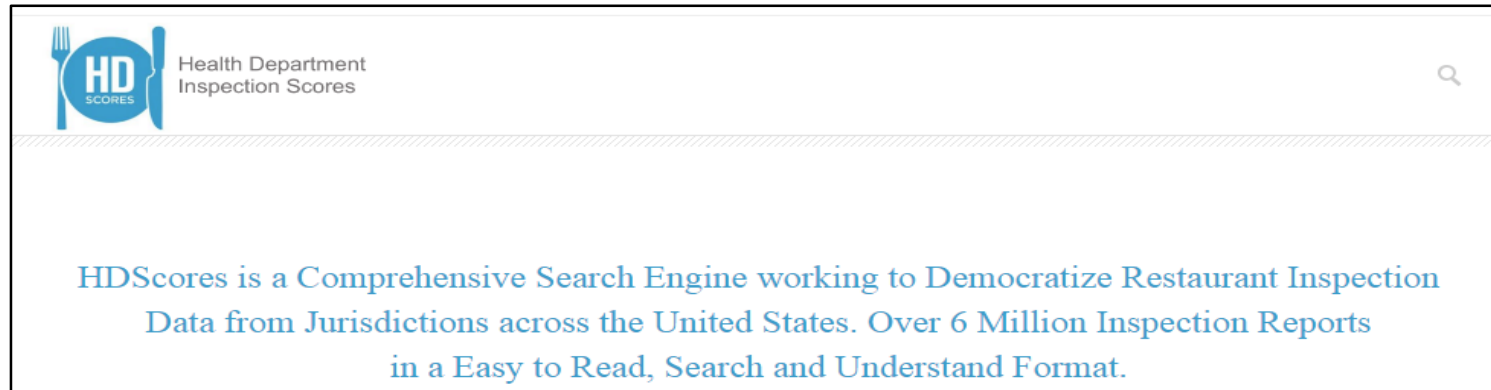 HD
SCORES
Health Department
Inspection Scores
HDScores is a Comprehensive Search Engine working to Democratize Restaurant Inspection
Data from Jurisdictions across the United States. Over 6 Million Inspection Reports
in a Easy to Read, Search and Understand Format.